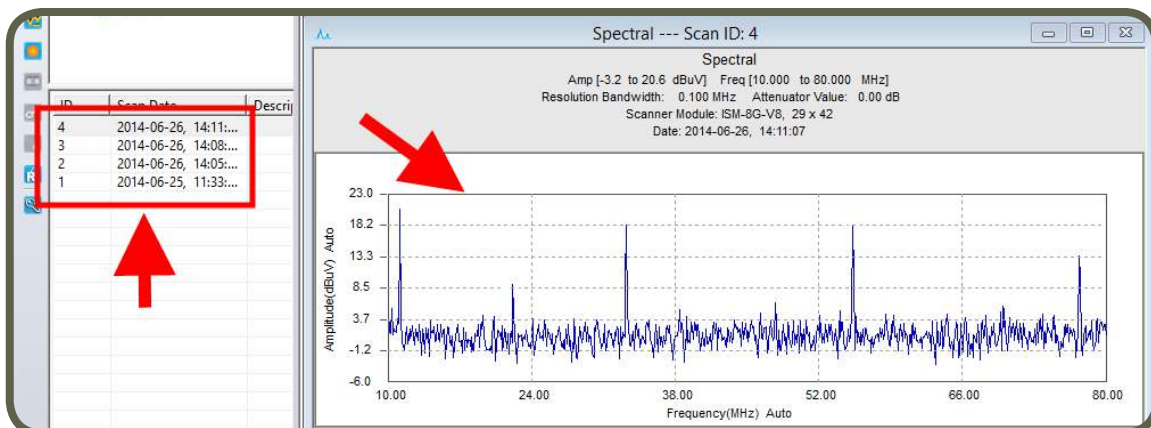 Spectral --- Scan ID: 4
Spectral
Amp [-3.2 to 20.6 dBuV] Freq [10.000 to 80.000 MHz]
Resolution Bandwidth: 0.100 MHz Attenuator Value: 0.00 dB
Scanner Module: ISM-8G-V8, 29 x 42
Date: 2014-06-26, 14:11:07
ID Scan Date Descrip
4 2014-06-26, 14:11:...
3 2014-06-26, 14:08:...
2 2014-06-26, 14:05:...
1 2014-06-25, 11:33:...
23.0
18.2
13.3
8.5
3.7
-1.2
-6.0
Amplitude(dBuV) Auto
10.00 24.00 38.00 52.00 66.00 80.00
Frequency(MHz) Auto